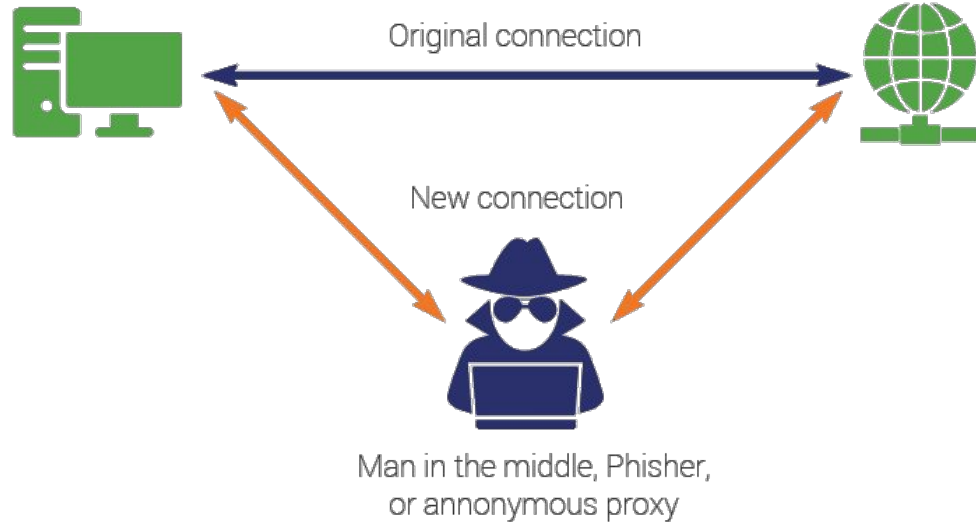 Original connection
New connection
Man in the middle, Phisher,
or annonymous proxy